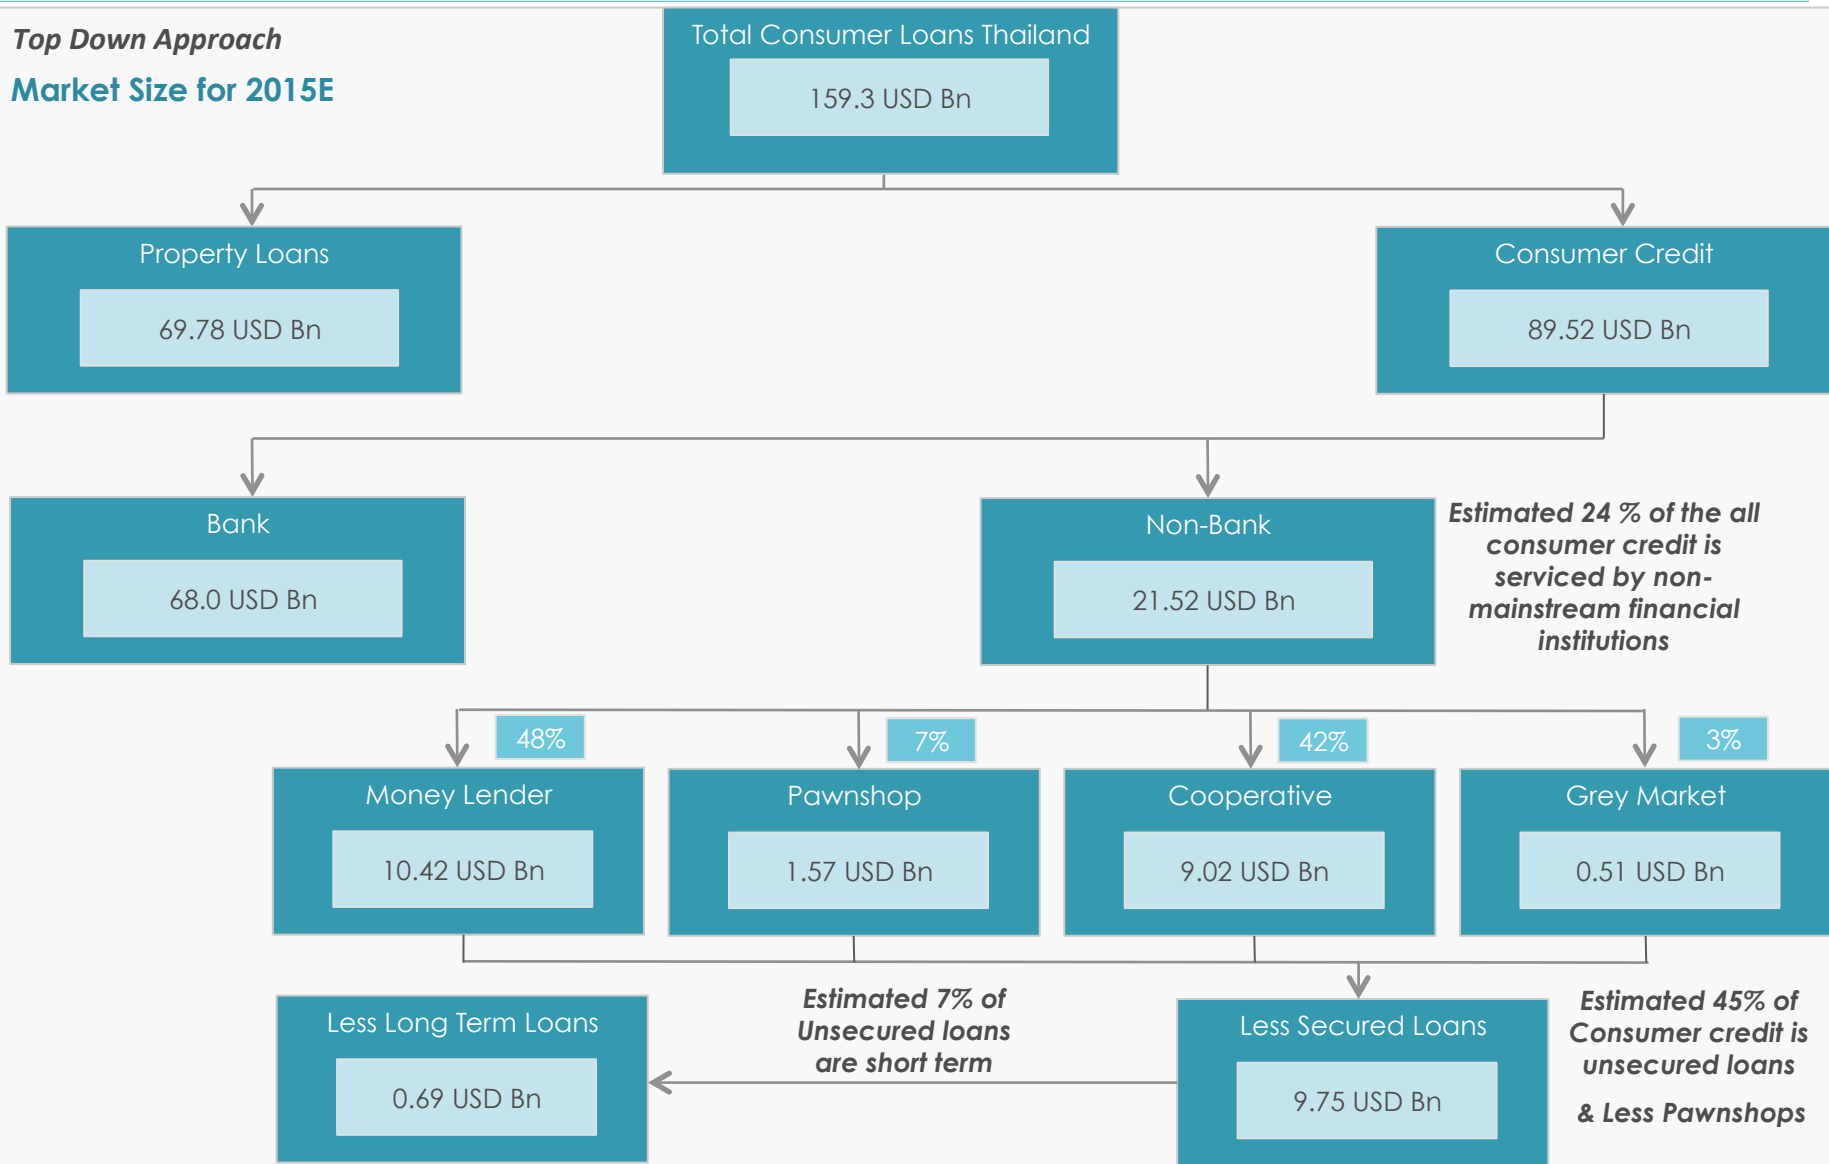 Top Down Approach
Market Size for 2015E
Total Consumer Loans Thailand
159.3 USD Bn
Property Loans
69.78 USD Bn
Consumer Credit
89.52 USD Bn
Bank
68.0 USD Bn
Non-Bank
21.52 USD Bn
Estimated 24 % of the all
consumer credit is
serviced by non-
mainstream financial
institutions
48%
7%
42%
3%
Money Lender
10.42 USD Bn
Pawnshop
1.57 USD Bn
Cooperative
9.02 USD Bn
Grey Market
0.51 USD Bn
Less Long Term Loans
0.69 USD Bn
Estimated 7% of
Unsecured loans
are short term
Less Secured Loans
9.75 USD Bn
Estimated 45% of
Consumer credit is
unsecured loans
& Less Pawnshops